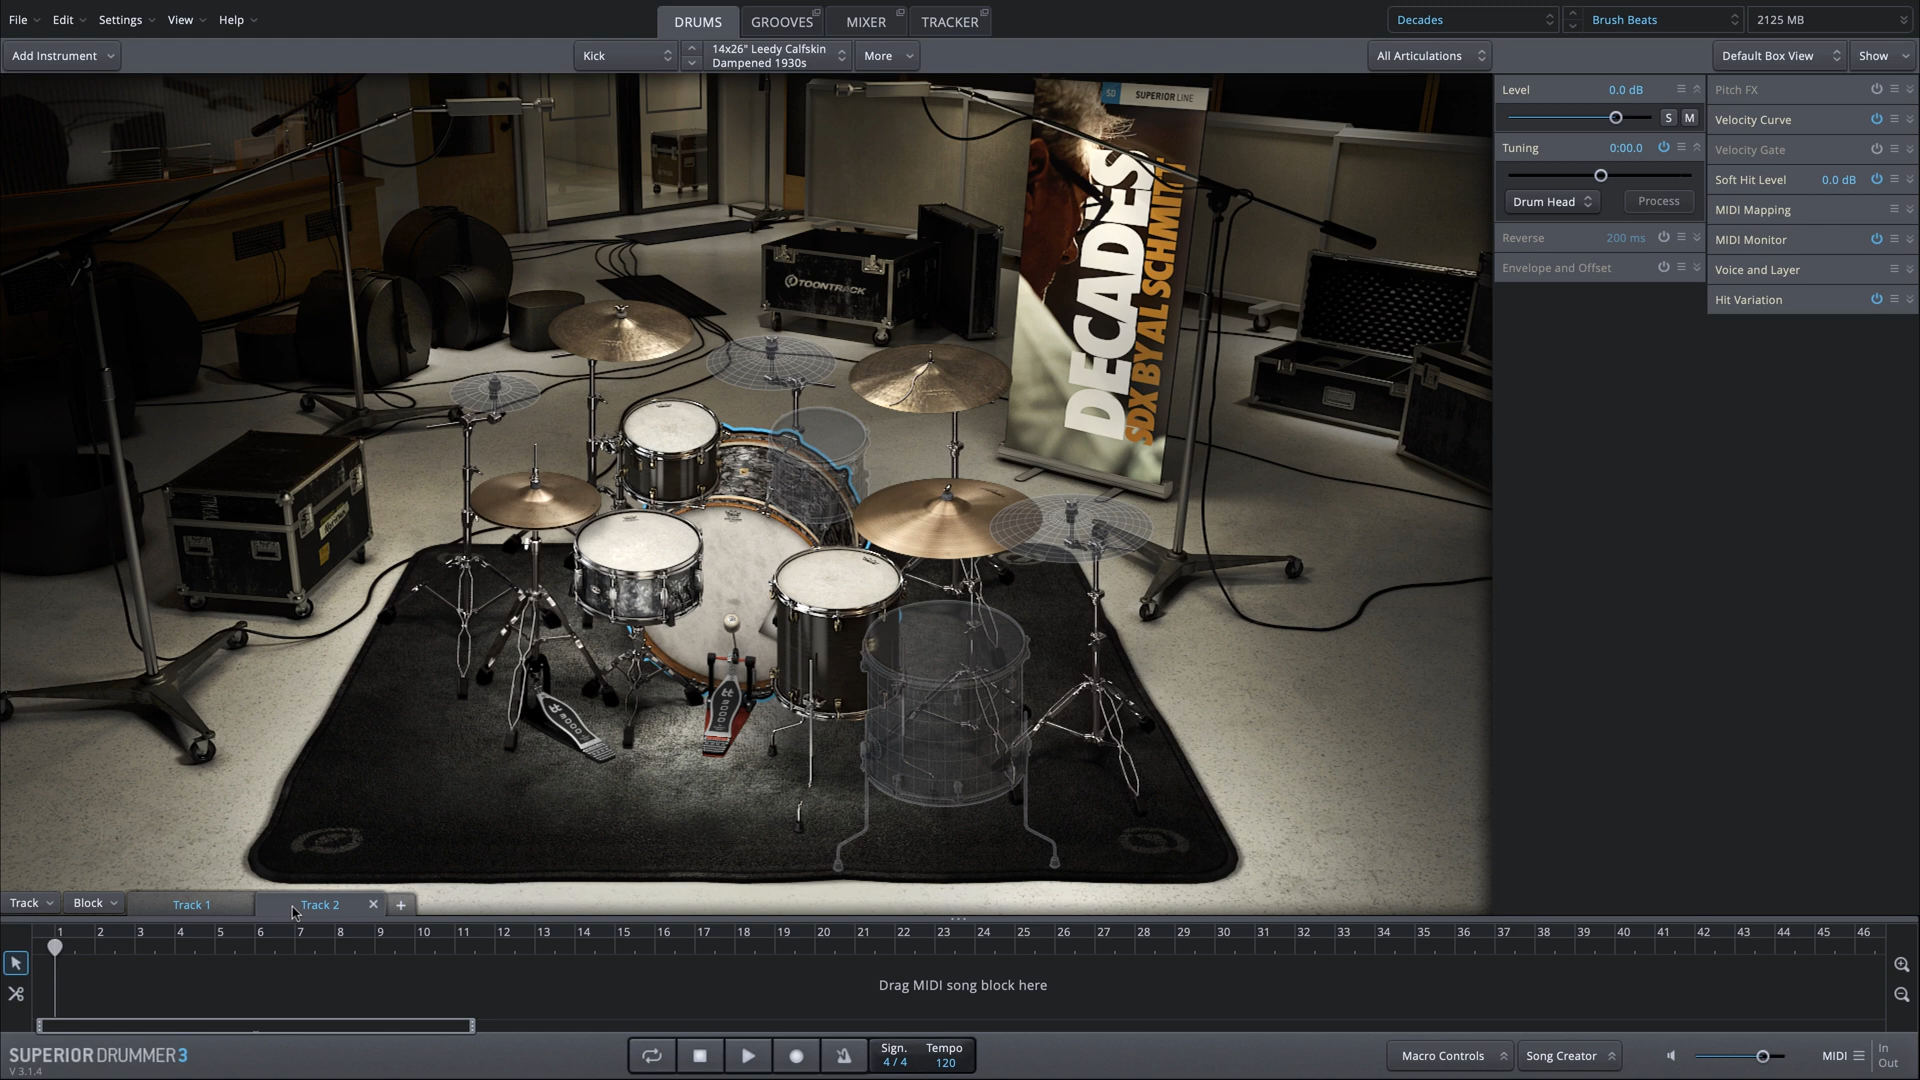 File Edit Settings View Help
DRUMS GROOVES MIXER TRACKER
Decades Brush Beats 2125 MB
Add Instrument Kick 14x26" Leedy Calfskin Dampened 1930s More All Articulations Default Box View Show
Level 0.0 dB
S M
Tuning 0:00.0
Drum Head Process
Reverse 200 ms
Envelope and Offset
Pitch FX
Velocity Curve
Velocity Gate
Soft Hit Level 0.0 dB
MIDI Mapping
MIDI Monitor
Voice and Layer
Hit Variation
SD SUPERIOR LINE
DECADES
SDX BY AL SCHMITT
TOONTRACK
Track Block Track 1 Track 2 +
1 2 3 4 5 6 7 8 9 10 11 12 13 14 15 16 17 18 19 20 21 22 23 24 25 26 27 28 29 30 31 32 33 34 35 36 37 38 39 40 41 42 43 44 45 46
Drag MIDI song block here
SUPERIOR DRUMMER 3
V 3.1.4
Sign. 4/4
Tempo 120
Macro Controls Song Creator MIDI In Out